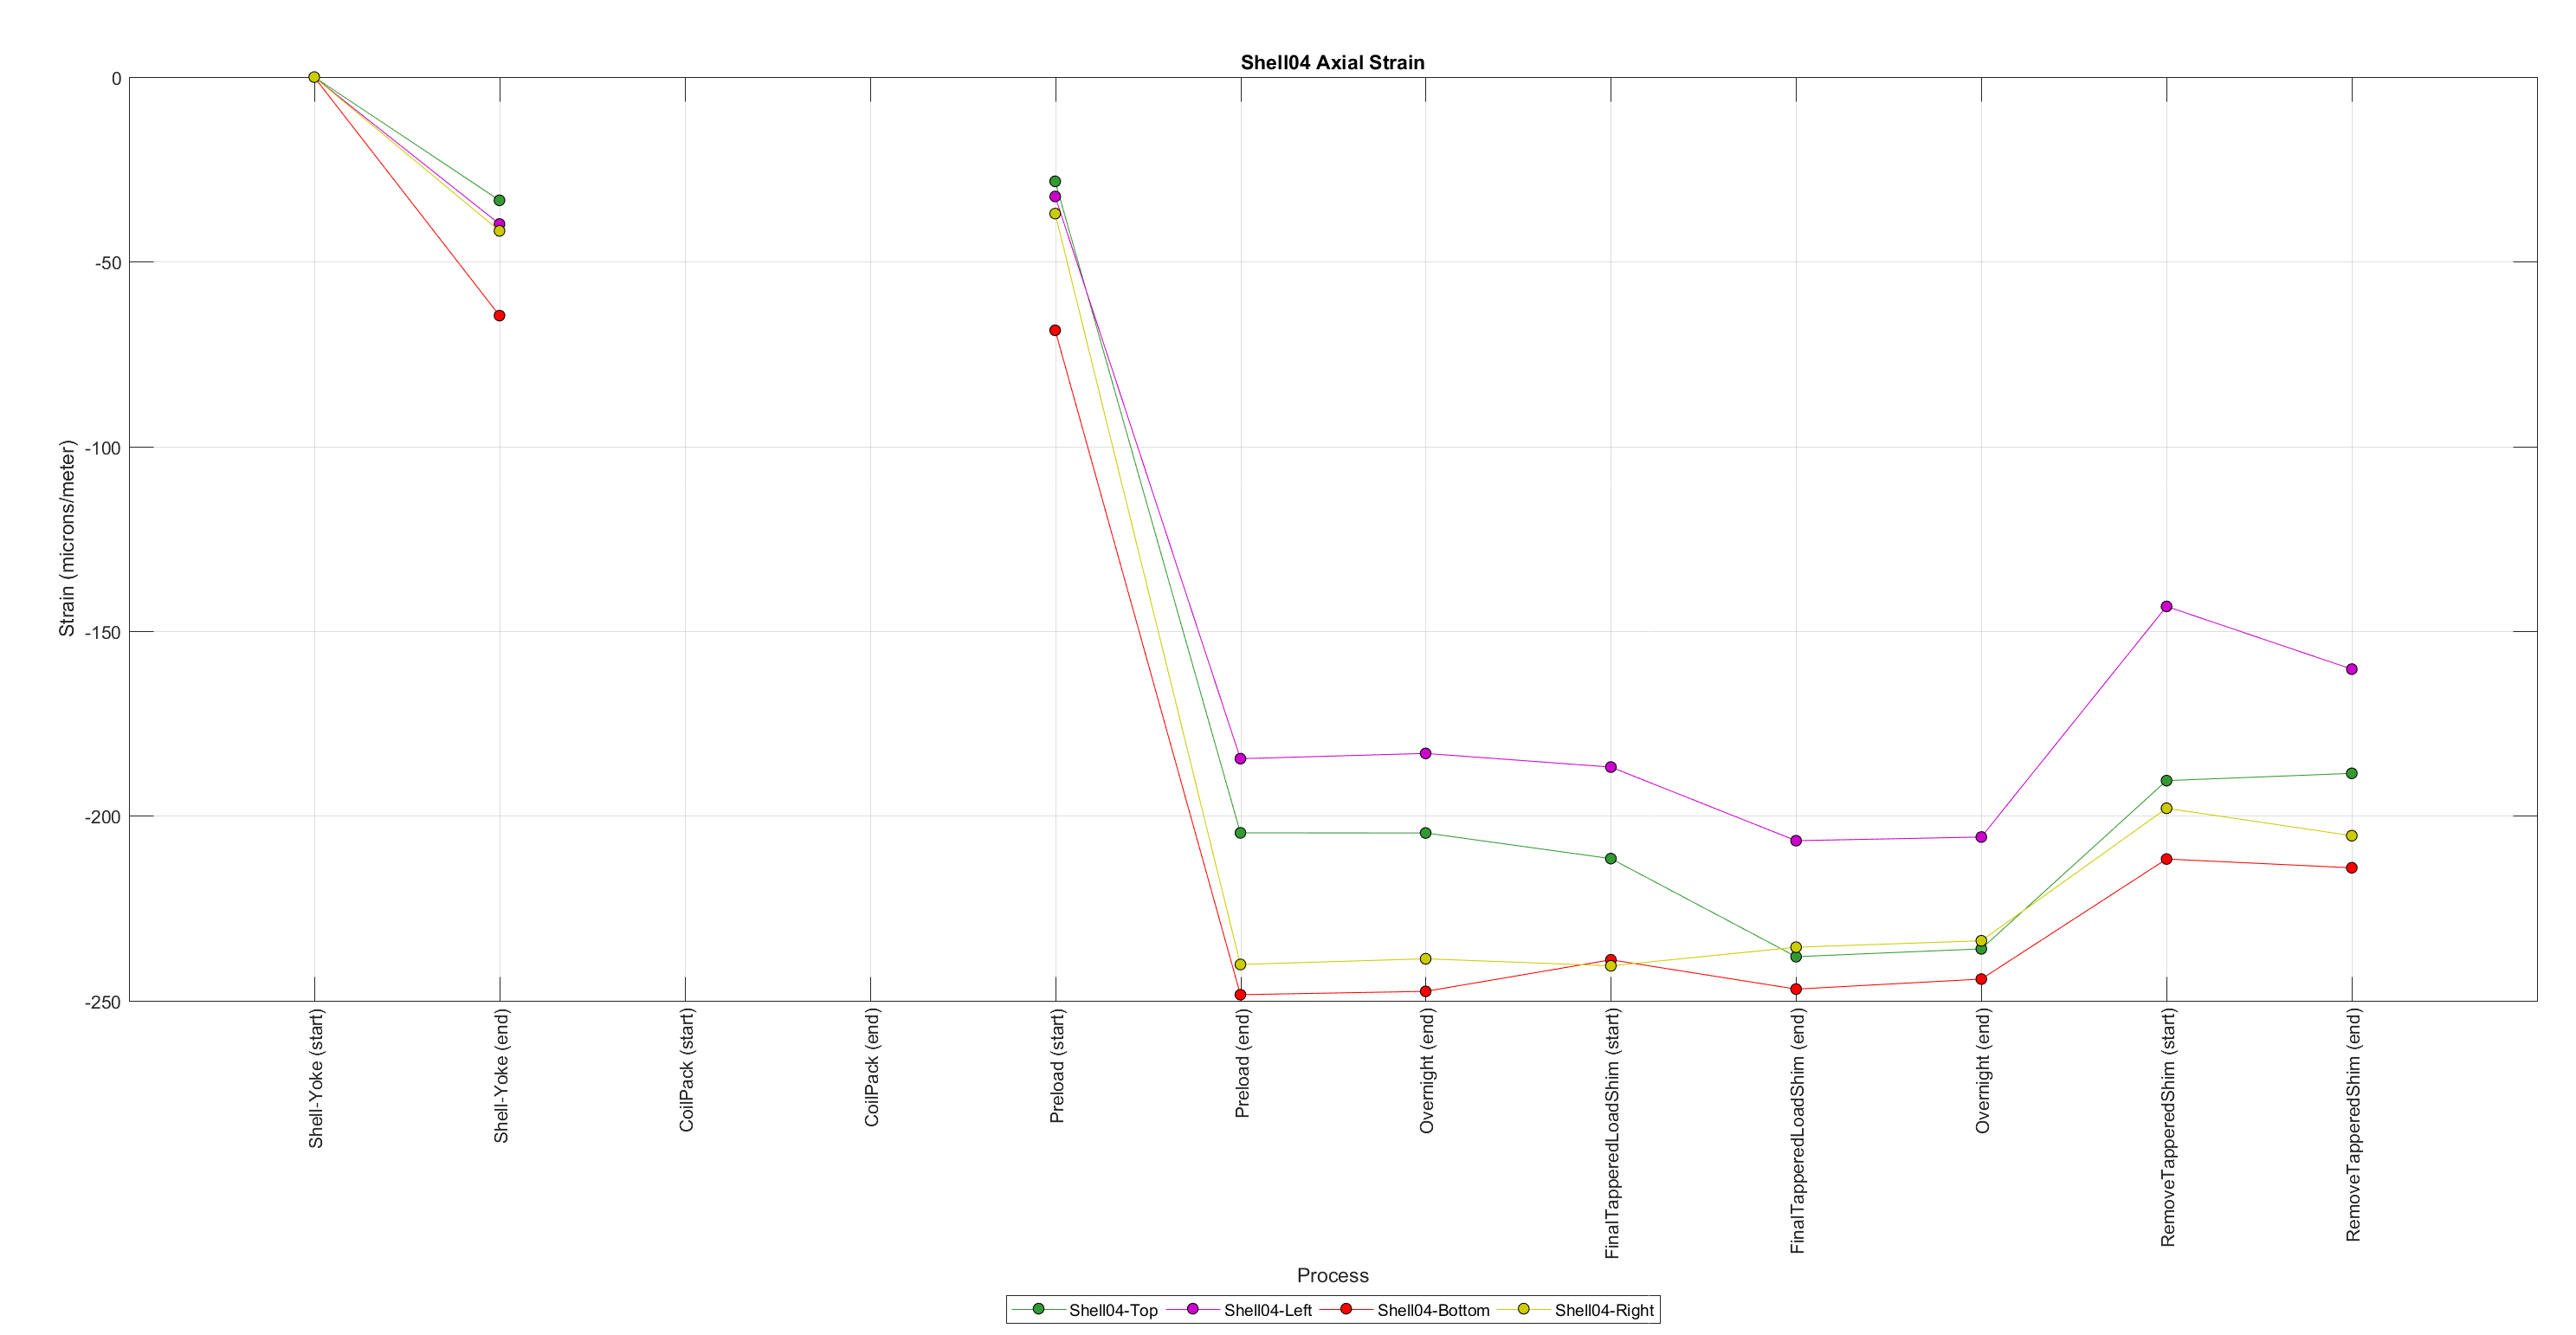 Shell04 Axial Strain
0
-50
-100
-150
-200
-250
Strain (microns/meter)
Shell-Yoke (start)
Shell-Yoke (end)
CoilPack (start)
CoilPack (end)
Preload (start)
Preload (end)
Overnight (end)
FinalTapperedLoadShim (start)
FinalTapperedLoadShim (end)
Overnight (end)
RemoveTapperedShim (start)
RemoveTapperedShim (end)
Process
Shell04-Top Shell04-Left Shell04-Bottom Shell04-Right